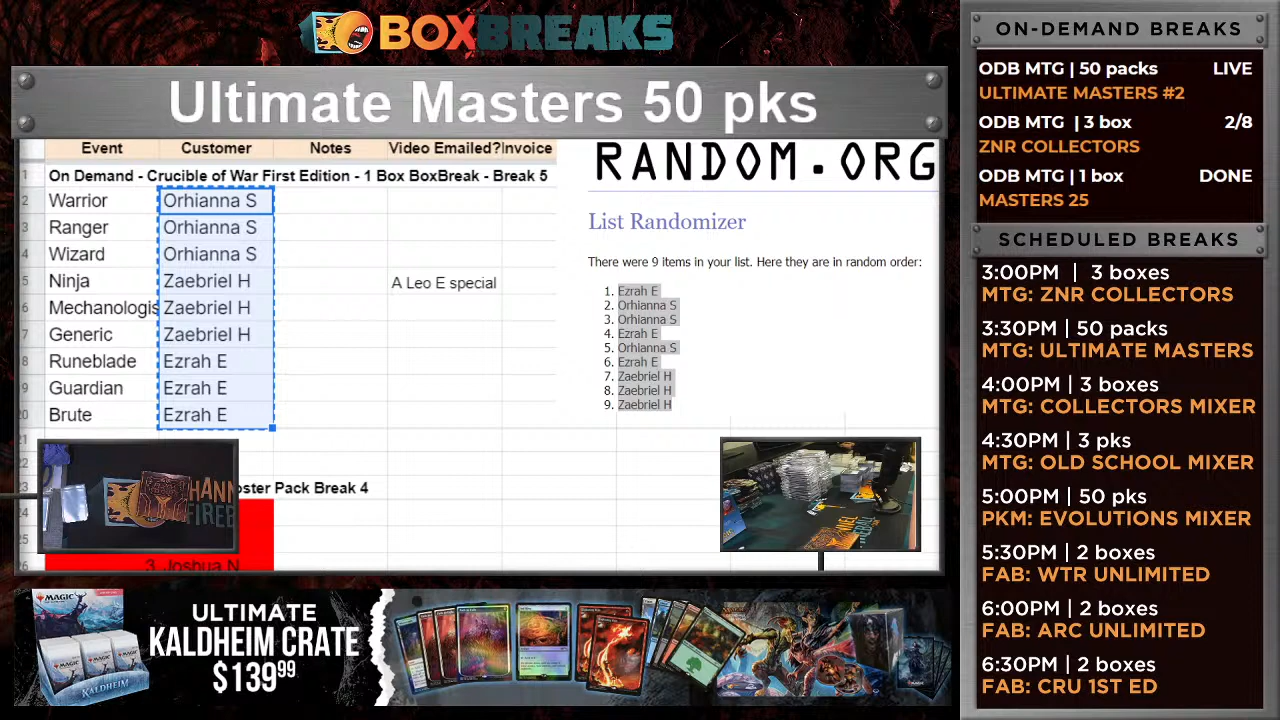 BOXBREAKS
Ultimate Masters 50 pks
Event Customer Notes Video Emailed? Invoice
On Demand - Crucible of War First Edition - 1 Box BoxBreak - Break 5
Warrior Orhianna S
Ranger Orhianna S
Wizard Orhianna S
Ninja Zaebriel H A Leo E special
Mechanologis Zaebriel H
Generic Zaebriel H
Runeblade Ezrah E
Guardian Ezrah E
Brute Ezrah E
oster Pack Break 4
3. Joshua N
RANDOM.ORG
List Randomizer
There were 9 items in your list. Here they are in random order:
1. Ezrah E
2. Orhianna S
3. Orhianna S
4. Ezrah E
5. Orhianna S
6. Ezrah E
7. Zaebriel H
8. Zaebriel H
9. Zaebriel H
HANN
FIREB
MAGIC
KALDHEIM
ULTIMATE
KALDHEIM CRATE
$139.99
ON-DEMAND BREAKS
ODB MTG | 50 packs LIVE
ULTIMATE MASTERS #2
ODB MTG | 3 box 2/8
ZNR COLLECTORS
ODB MTG | 1 box DONE
MASTERS 25
SCHEDULED BREAKS
3:00PM | 3 boxes
MTG: ZNR COLLECTORS
3:30PM | 50 packs
MTG: ULTIMATE MASTERS
4:00PM | 3 boxes
MTG: COLLECTORS MIXER
4:30PM | 3 pks
MTG: OLD SCHOOL MIXER
5:00PM | 50 pks
PKM: EVOLUTIONS MIXER
5:30PM | 2 boxes
FAB: WTR UNLIMITED
6:00PM | 2 boxes
FAB: ARC UNLIMITED
6:30PM | 2 boxes
FAB: CRU 1ST ED